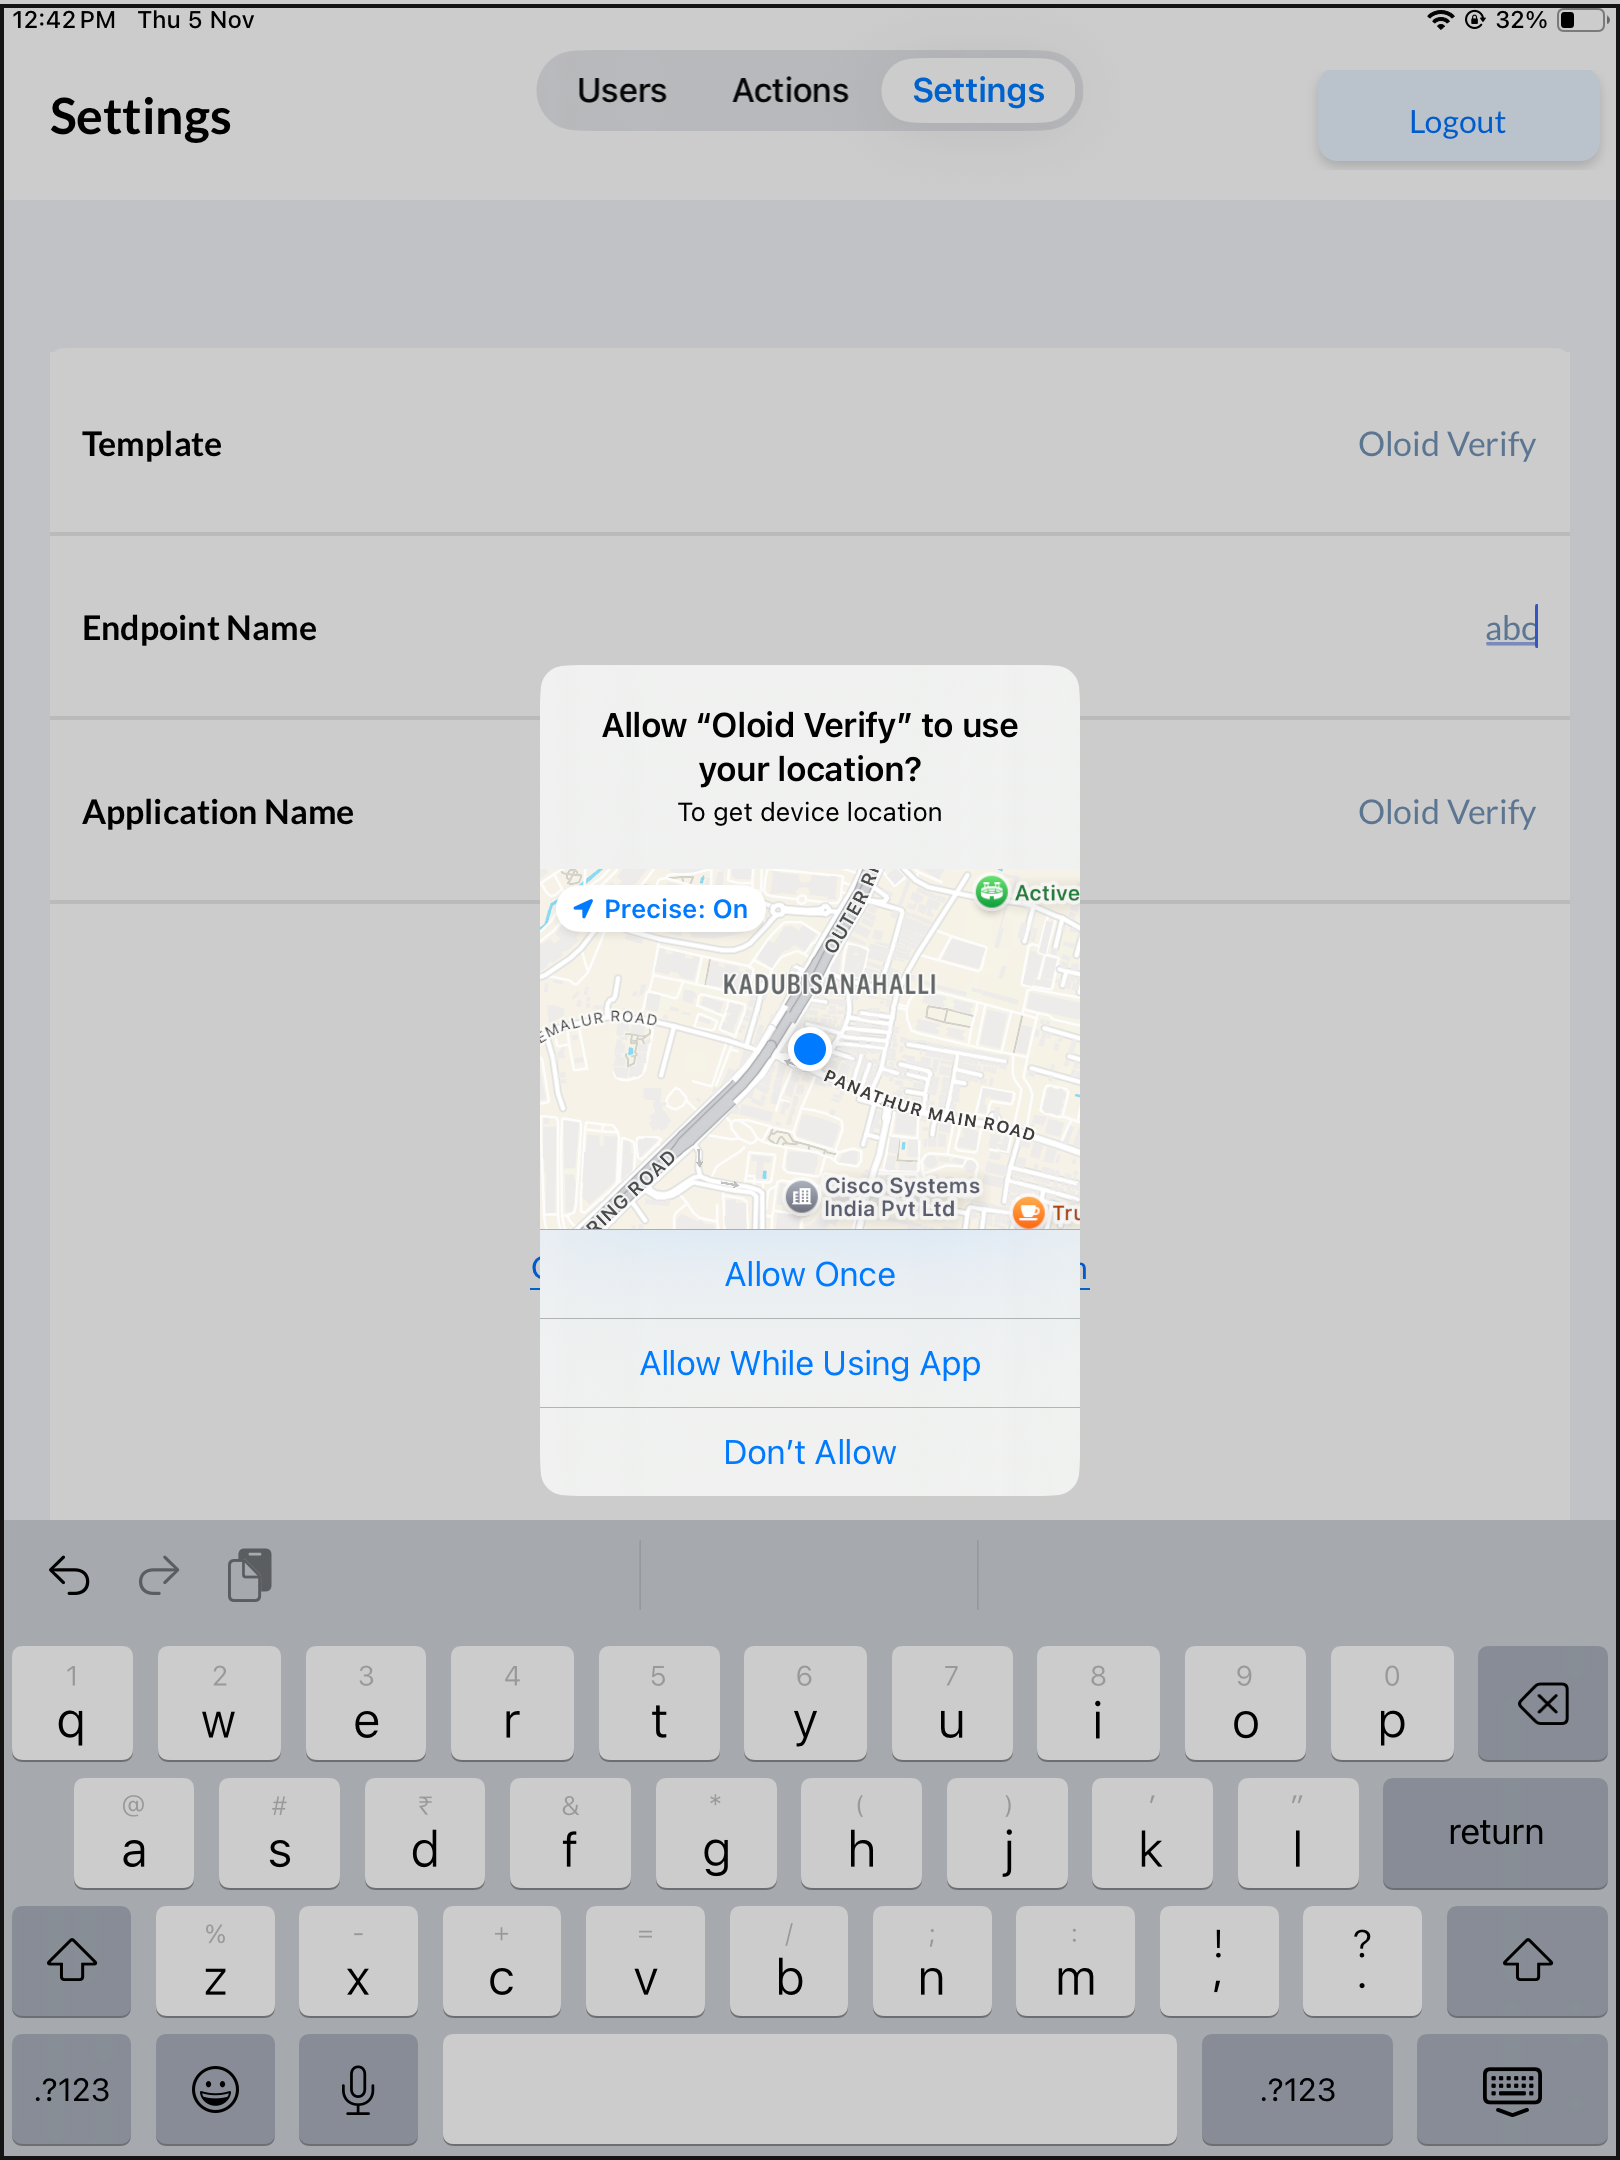 12:42 PM Thu 5 Nov
32%
Settings
Users Actions Settings
Logout
Template
Oloid Verify
Endpoint Name
abc
Application Name
Oloid Verify
Allow “Oloid Verify” to use
your location?
To get device location
Precise: On
OUTER
Active
KADUBISANAHALLI
EMALUR ROAD
PANATHUR MAIN ROAD
RING ROAD
Cisco Systems
India Pvt Ltd
Tru
Allow Once
Allow While Using App
Don’t Allow
1 2 3 4 5 6 7 8 9 0
q w e r t y u i o p
@ # ₹ & * ( ) ' "
a s d f g h j k l
return
% - + = / ; : ! ?
z x c v b n m , .
.?123
.?123